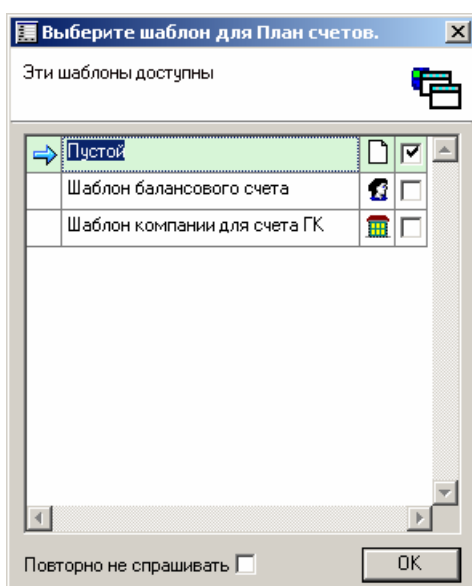 Выберите шаблон для План счетов.
Эти шаблоны доступны
Пустой
Шаблон балансового счета
Шаблон компании для счета ГК
Повторно не спрашивать
OK